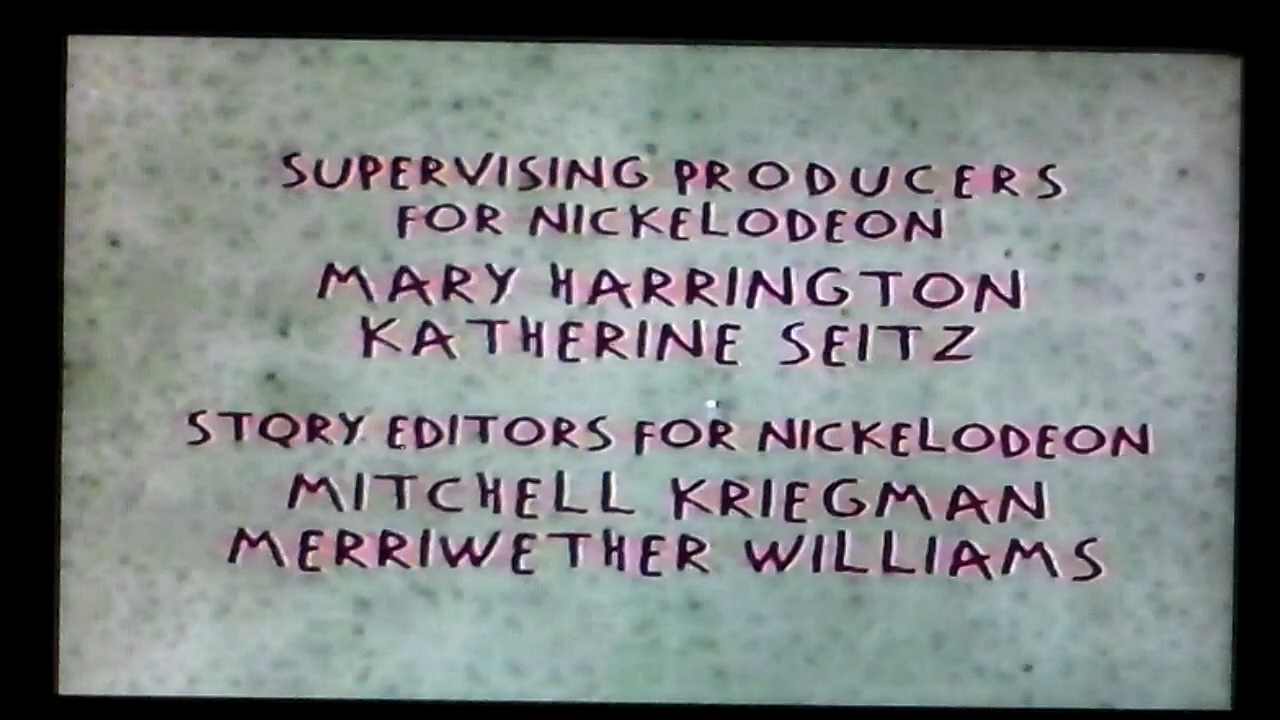 SUPERVISING PRODUCERS
FOR NICKELODEON
MARY HARRINGTON
KATHERINE SEITZ
STORY EDITORS FOR NICKELODEON
MITCHELL KRIEGMAN
MERRIWETHER WILLIAMS